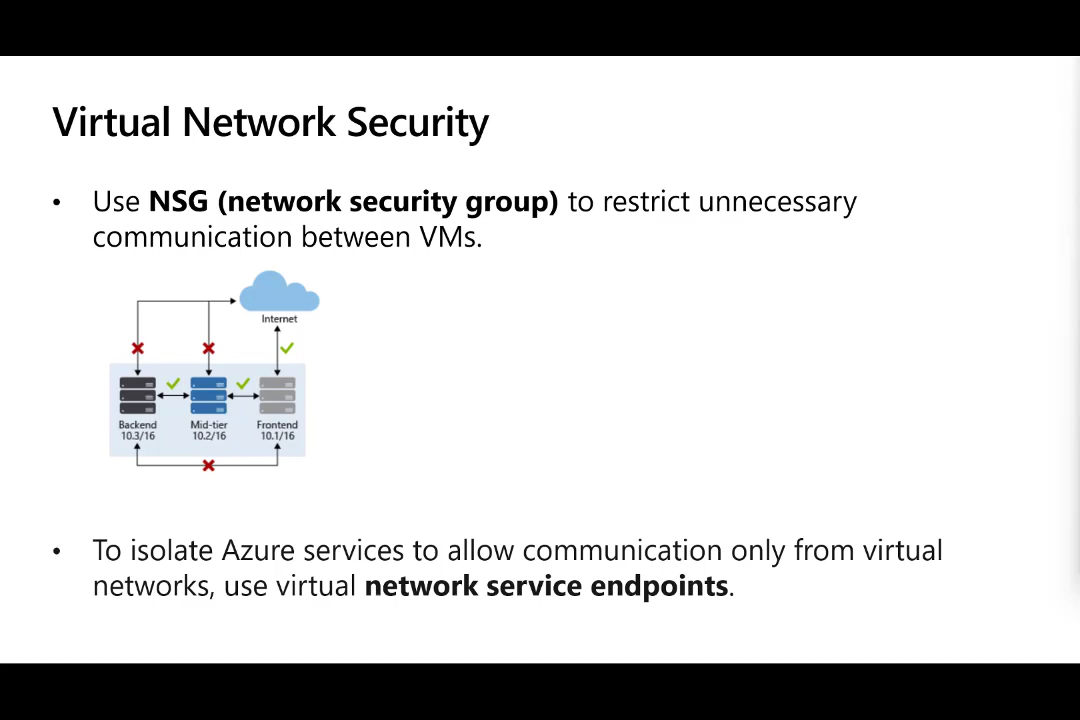 Virtual Network Security
• Use NSG (network security group) to restrict unnecessary
communication between VMs.
Internet
Backend
10.3/16
Mid-tier
10.2/16
Frontend
10.1/16
• To isolate Azure services to allow communication only from virtual
networks, use virtual network service endpoints.